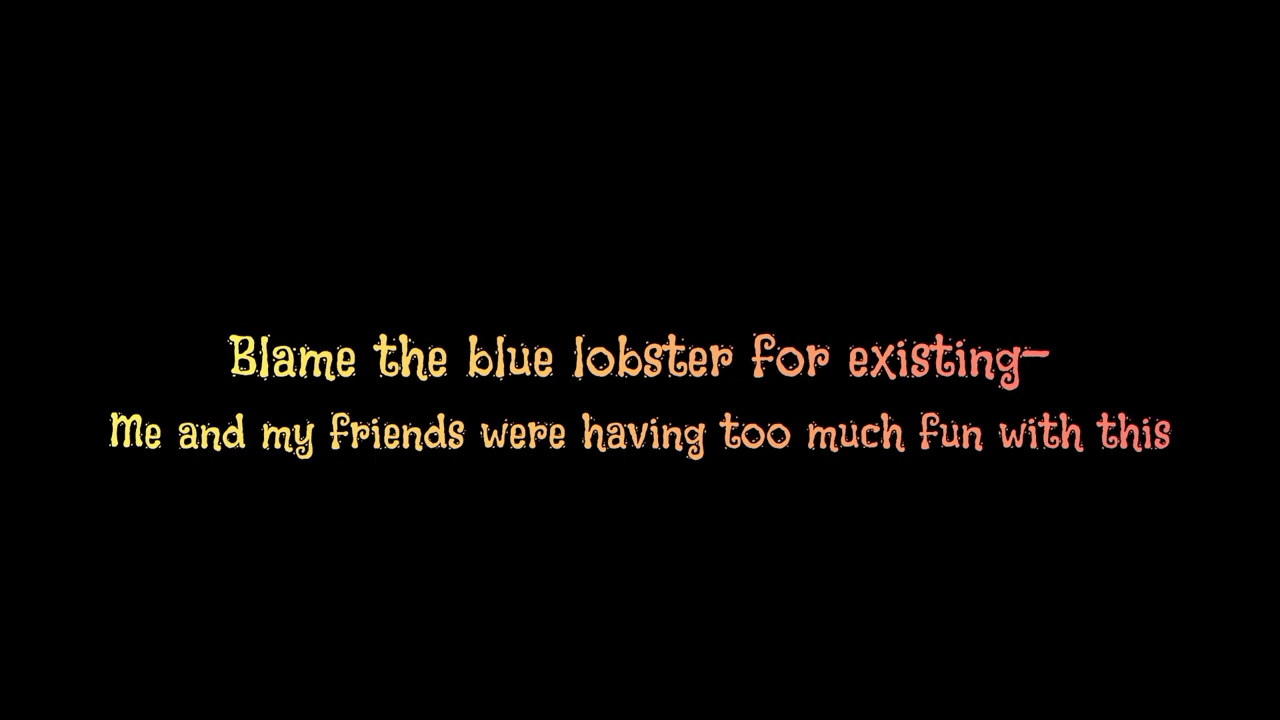 Blame the blue lobster for existing—
Me and my friends were having too much fun with this